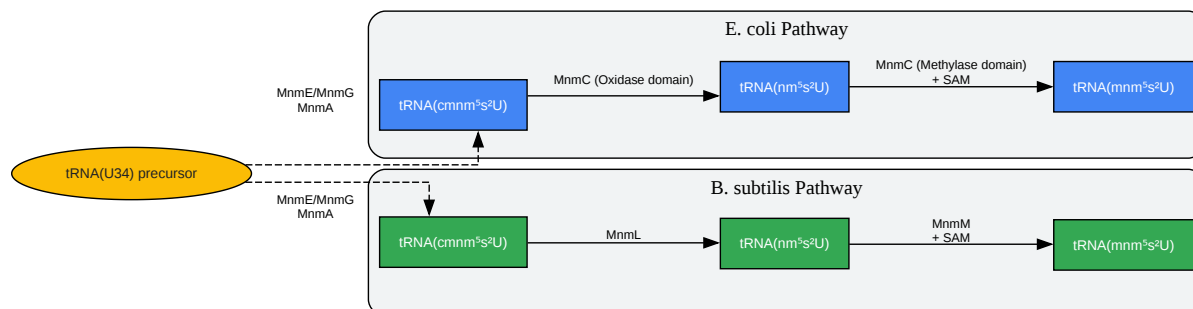 E. coli Pathway
MnmE/MnmG
MnmA
tRNA(cmnm⁵s²U)
MnmC (Oxidase domain)
tRNA(nm⁵s²U)
MnmC (Methylase domain)
+ SAM
tRNA(mnm⁵s²U)
tRNA(U34) precursor
B. subtilis Pathway
MnmE/MnmG
MnmA
tRNA(cmnm⁵s²U)
MnmL
tRNA(nm⁵s²U)
MnmM
+ SAM
tRNA(mnm⁵s²U)